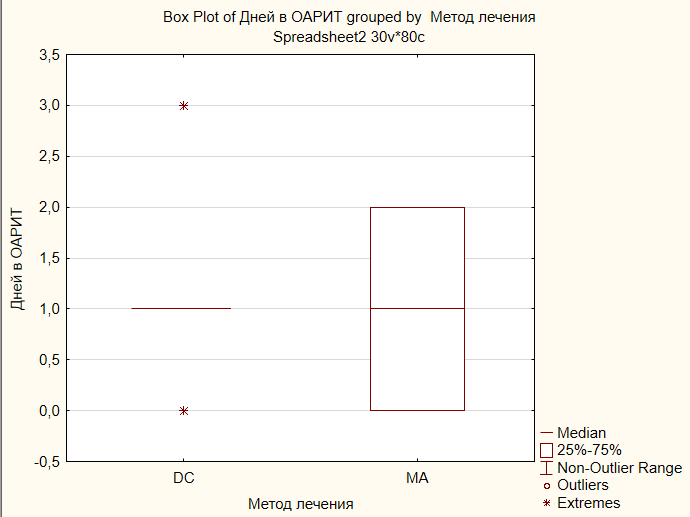 Box Plot of Дней в ОАРИТ grouped by  Метод лечения
Spreadsheet2 30v*80c
3,5
3,0
2,5
2,0
1,5
1,0
0,5
0,0
-0,5
Дней в ОАРИТ
DC
MA
Метод лечения
Median
25%-75%
Non-Outlier Range
Outliers
Extremes